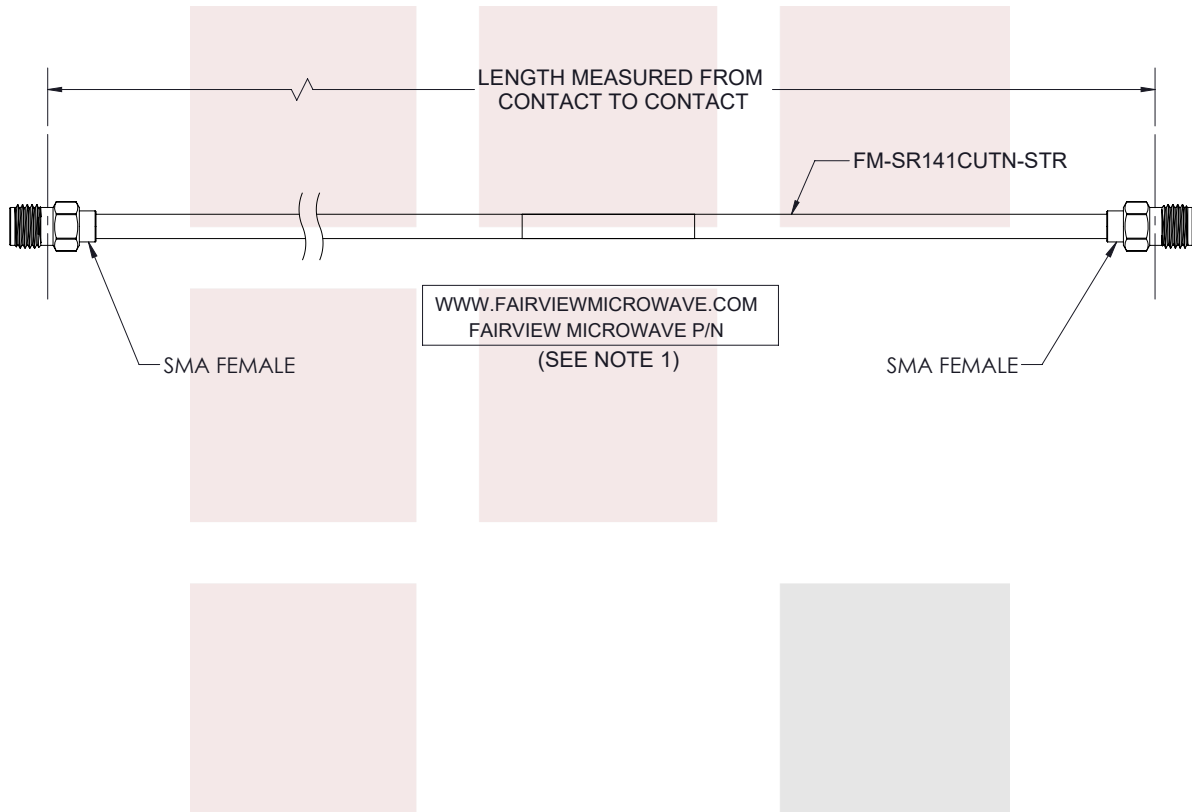 LENGTH MEASURED FROM
CONTACT TO CONTACT
FM-SR141CUTN-STR
WWW.FAIRVIEWMICROWAVE.COM
FAIRVIEW MICROWAVE P/N
(SEE NOTE 1)
SMA FEMALE
SMA FEMALE